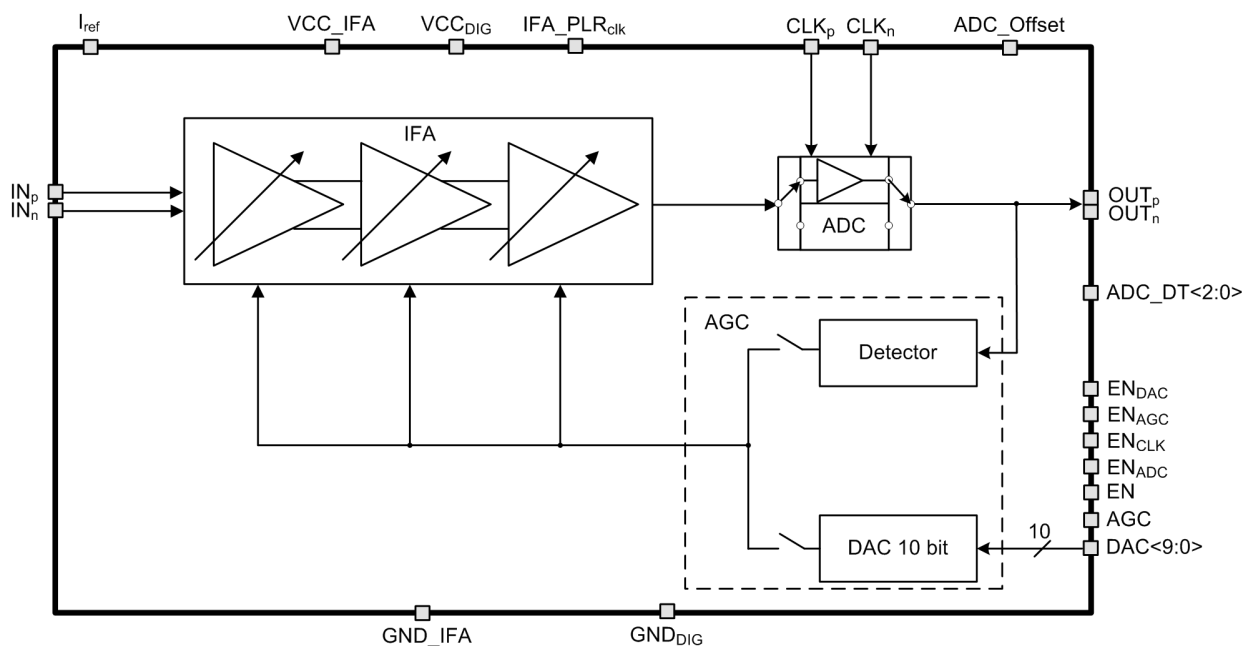 I_ref
VCC_IFA
VCC_DIG
IFA_PLR_clk
CLK_p
CLK_n
ADC_Offset
IFA
IN_p
IN_n
ADC
OUT_p
OUT_n
ADC_DT<2:0>
AGC
Detector
EN_DAC
EN_AGC
EN_CLK
EN_ADC
EN
AGC
DAC 10 bit
10
DAC<9:0>
GND_IFA
GND_DIG